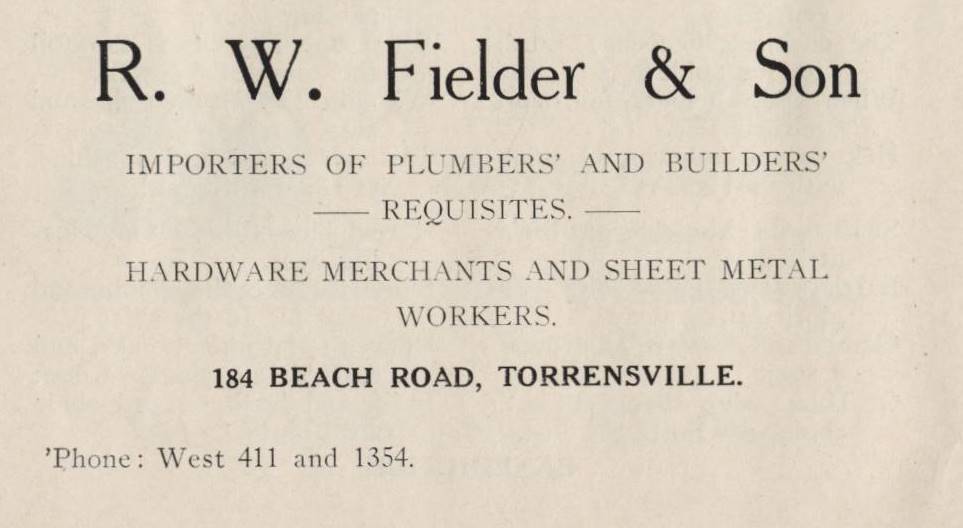 R. W. Fielder & Son
IMPORTERS OF PLUMBERS' AND BUILDERS'
— REQUISITES. —
HARDWARE MERCHANTS AND SHEET METAL
WORKERS.
184 BEACH ROAD, TORRENSVILLE.
'Phone: West 411 and 1354.